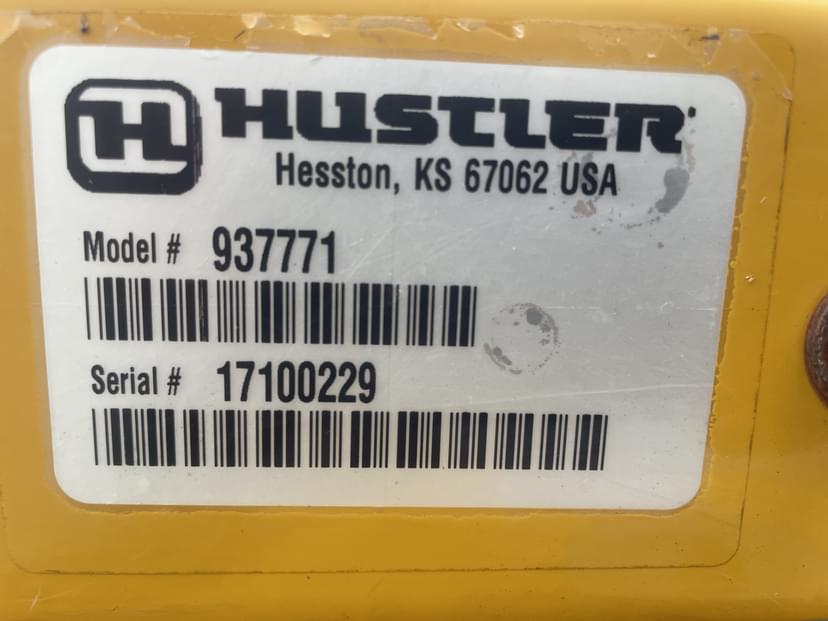 H HUSTLER
Hesston, KS 67062 USA
Model # 937771
Serial # 17100229